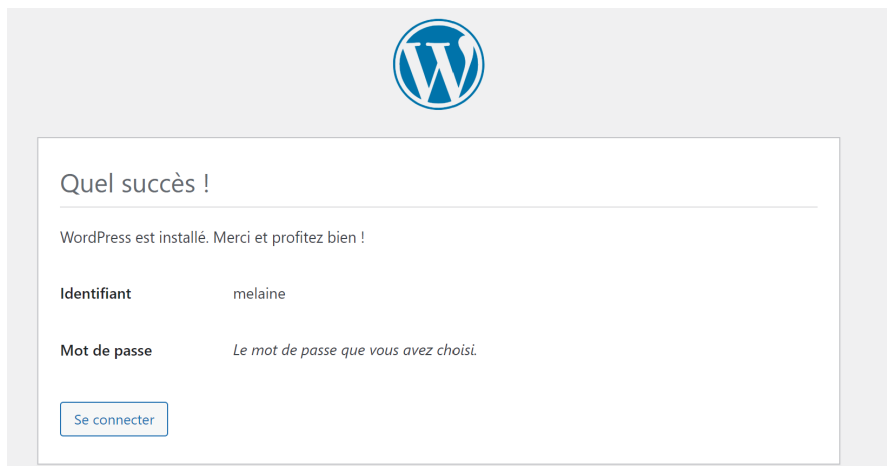 Quel succès !
WordPress est installé. Merci et profitez bien !
Identifiant melaine
Mot de passe Le mot de passe que vous avez choisi.
Se connecter